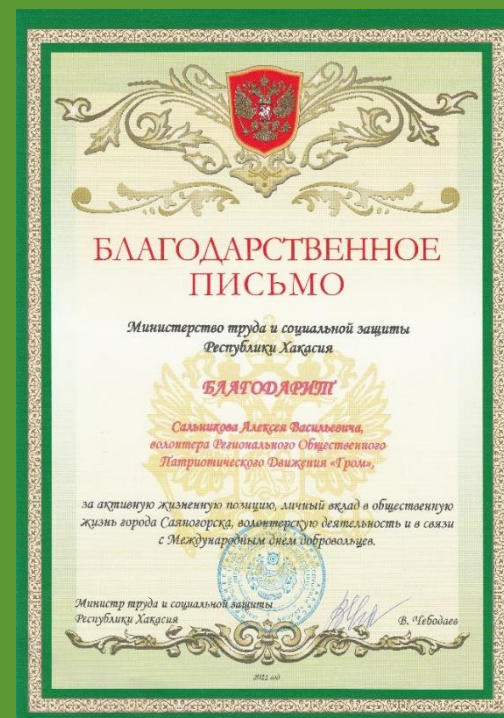 БЛАГОДАРСТВЕННОЕ
ПИСЬМО
Министерство труда и социальной защиты
Республики Хакасия
БЛАГОДАРИТ
Сальникова Алексея Васильевича,
волонтера Регионального Общественного
Патриотического Движения «Гром»,
за активную жизненную позицию, личный вклад в общественную
жизнь города Саяногорска, волонтерскую деятельность и в связи
с Международным днем добровольцев.
Министр труда и социальной защиты
Республики Хакасия
В. Чебодаев